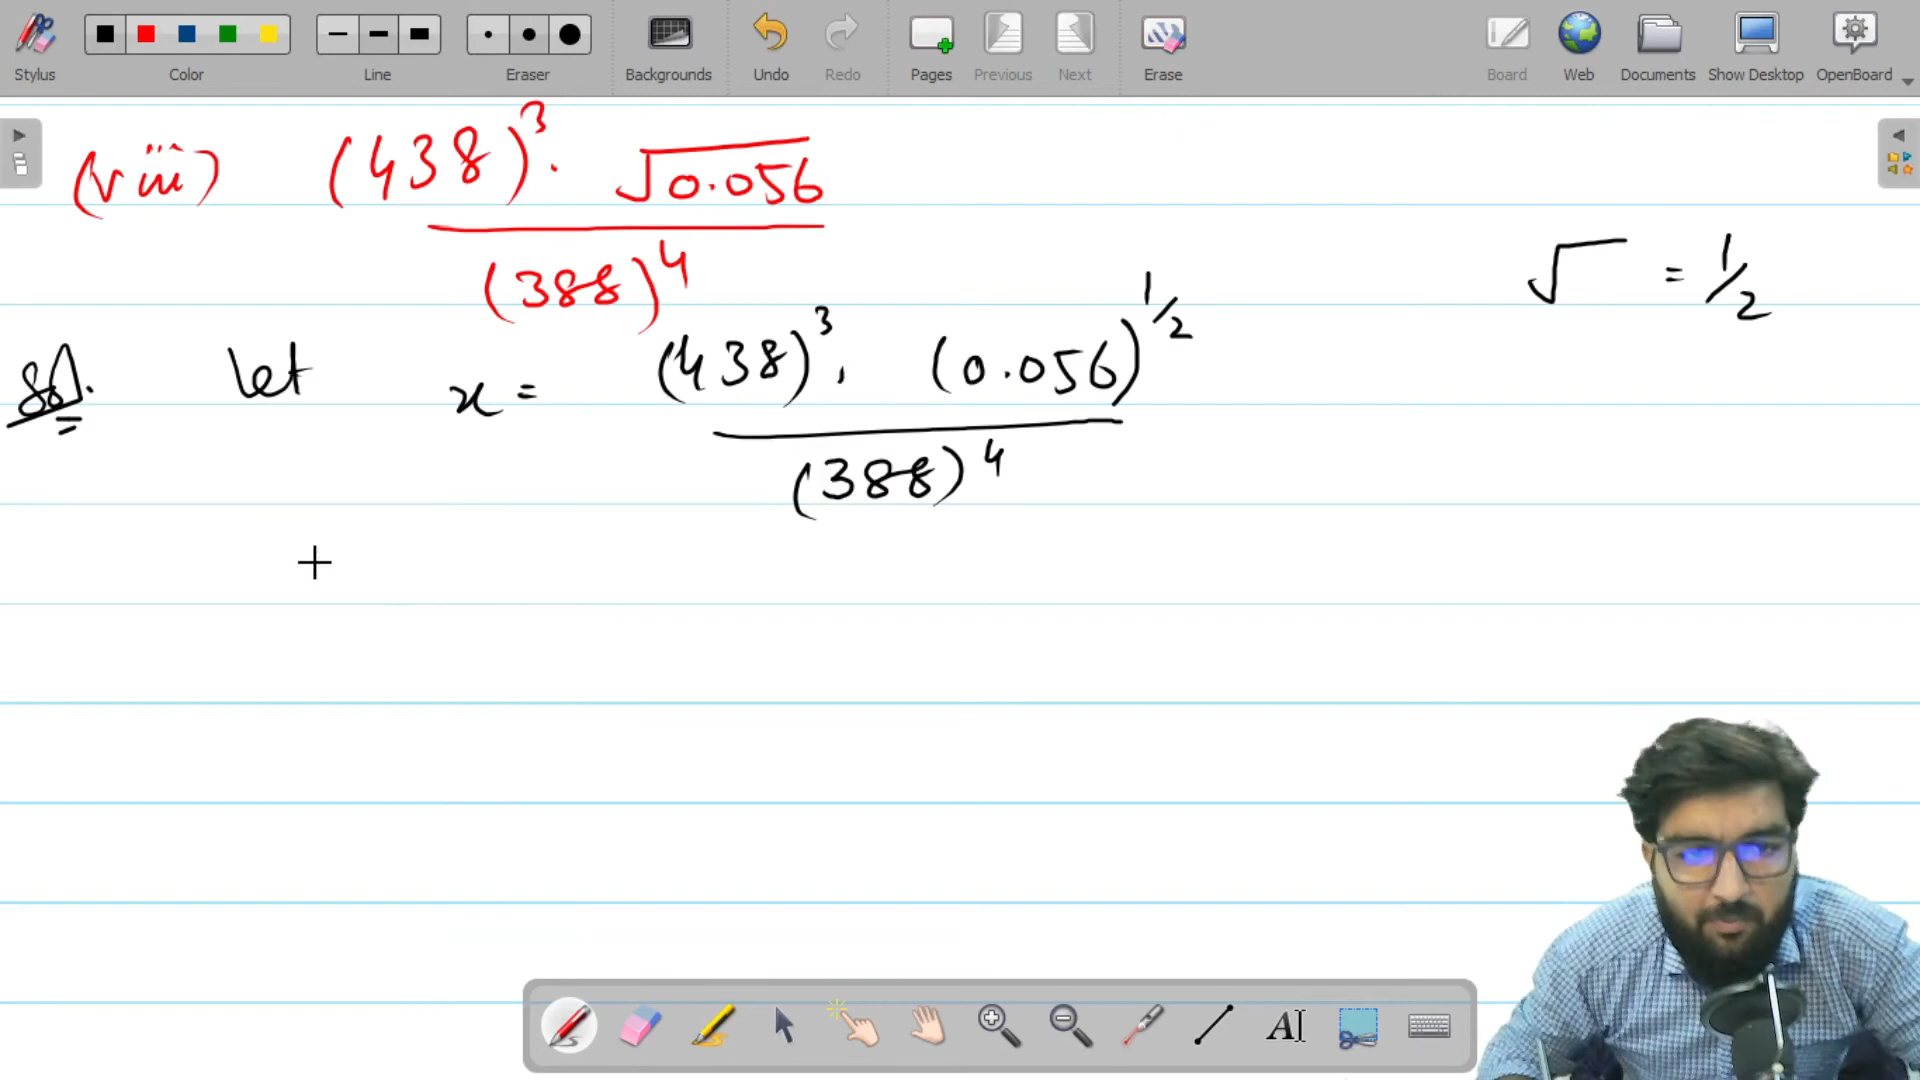 Stylus Color Line Eraser Backgrounds Undo Redo Pages Previous Next Erase Board Web Documents Show Desktop OpenBoard
(viii) (438)³ · √0.056
(388)⁴
√ = 1/2
Sol. let x = (438)³ · (0.056)^1/2
(388)⁴